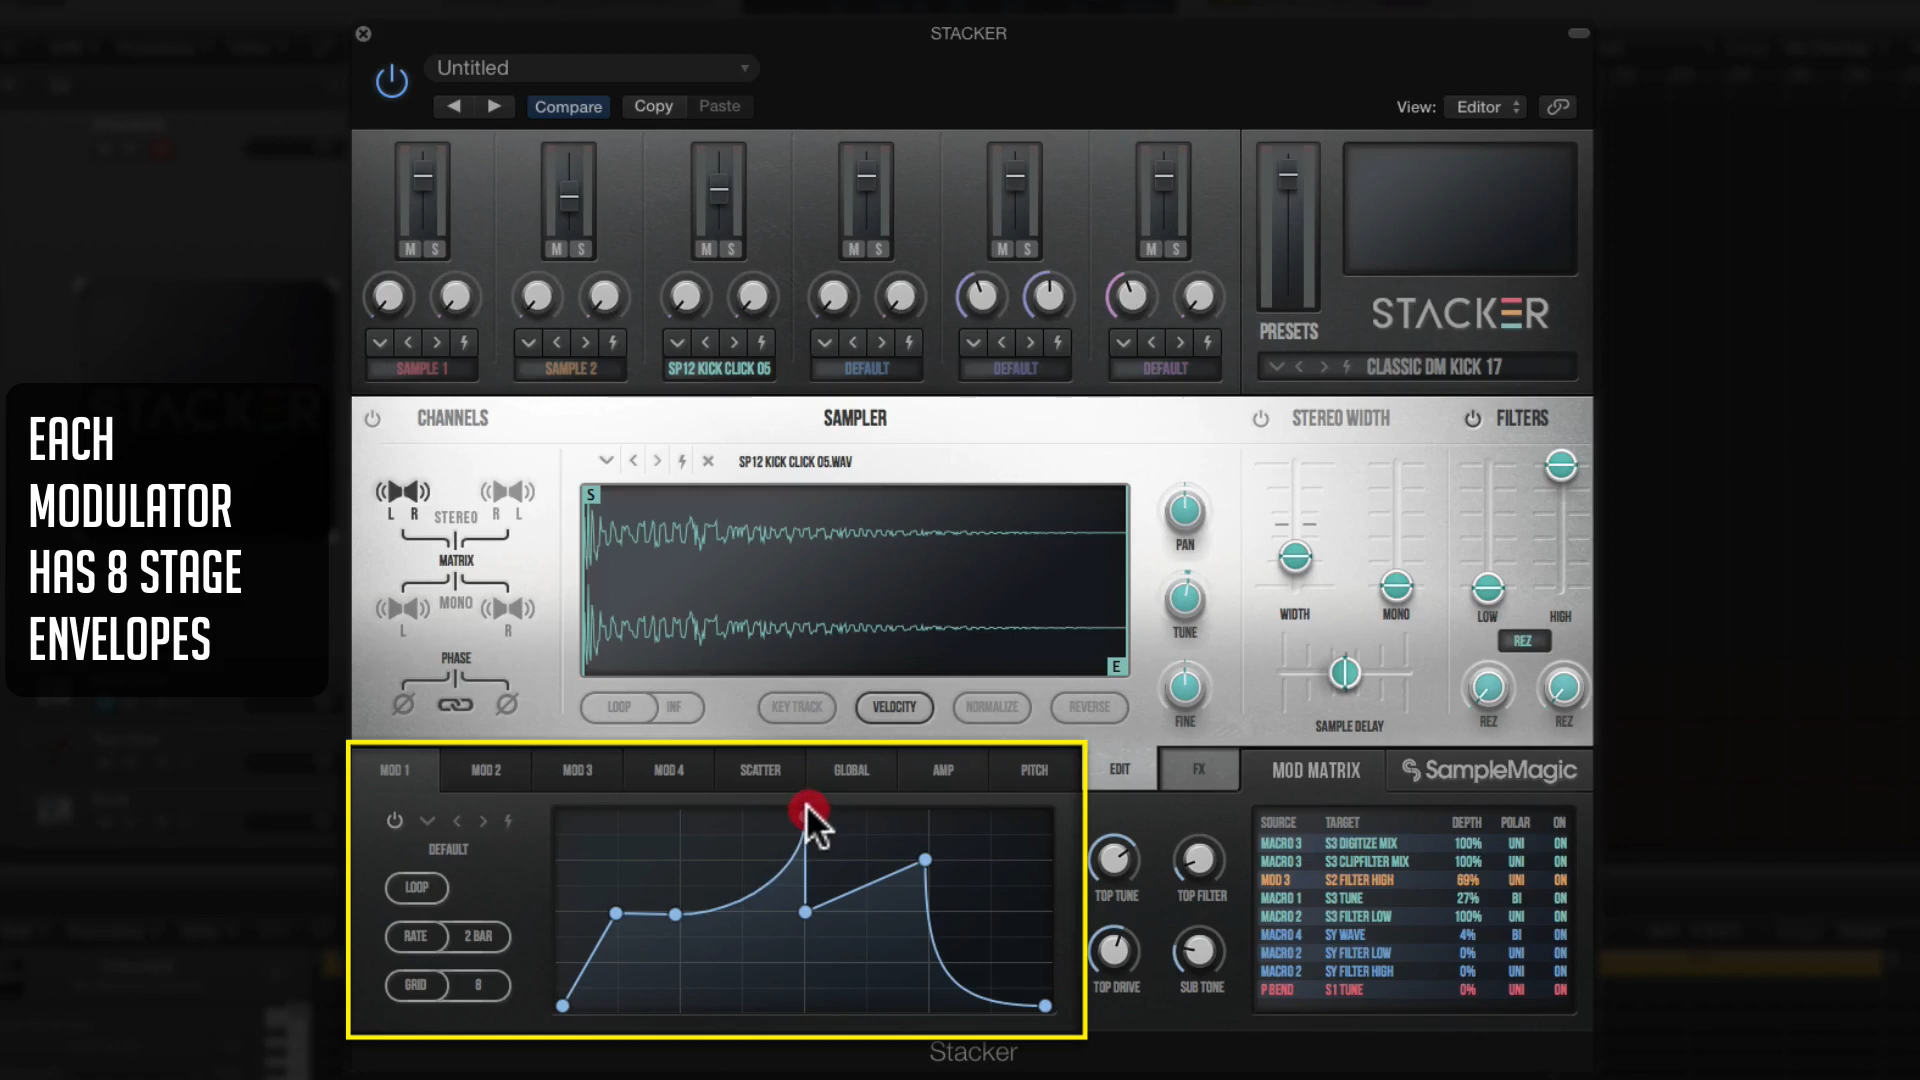 STACKER
Untitled
Compare Copy Paste
View: Editor
M S M S M S M S M S M S
SAMPLE 1 SAMPLE 2 SP12 KICK CLICK 05 DEFAULT DEFAULT DEFAULT
STACKER
PRESETS
CLASSIC DM KICK 17
EACH
MODULATOR
HAS 8 STAGE
ENVELOPES
CHANNELS SAMPLER STEREO WIDTH FILTERS
SP12 KICK CLICK 05.WAV
L R STEREO R L
MATRIX
MONO
L R
PHASE
S
E
LOOP INF KEY TRACK VELOCITY NORMALIZE REVERSE
PAN
TUNE
FINE
WIDTH MONO
SAMPLE DELAY
LOW HIGH
REZ
REZ REZ
MOD 1 MOD 2 MOD 3 MOD 4 SCATTER GLOBAL AMP PITCH
EDIT FX MOD MATRIX SampleMagic
DEFAULT
LOOP
RATE 2 BAR
GRID 8
TOP TUNE TOP FILTER
TOP DRIVE SUB TONE
SOURCE TARGET DEPTH POLAR ON
MACRO 3 S3 DIGITIZE MIX 100% UNI ON
MACRO 3 S3 CLIPFILTER MIX 100% UNI ON
MOD 3 S2 FILTER HIGH 69% UNI ON
MACRO 1 S3 TUNE 27% BI ON
MACRO 2 S3 FILTER LOW 100% UNI ON
MACRO 4 SY WAVE 4% BI ON
MACRO 2 SY FILTER LOW 0% UNI ON
MACRO 2 SY FILTER HIGH 0% UNI ON
P BEND S1 TUNE 0% UNI ON
Stacker